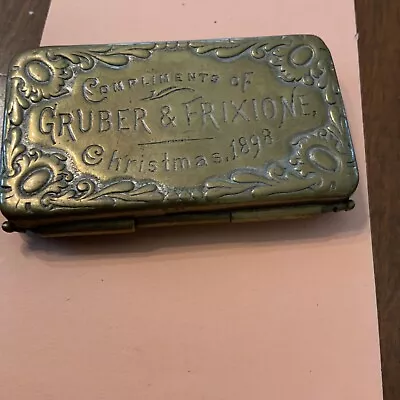 Compliments of
Gruber & Frixione,
Christmas, 1898